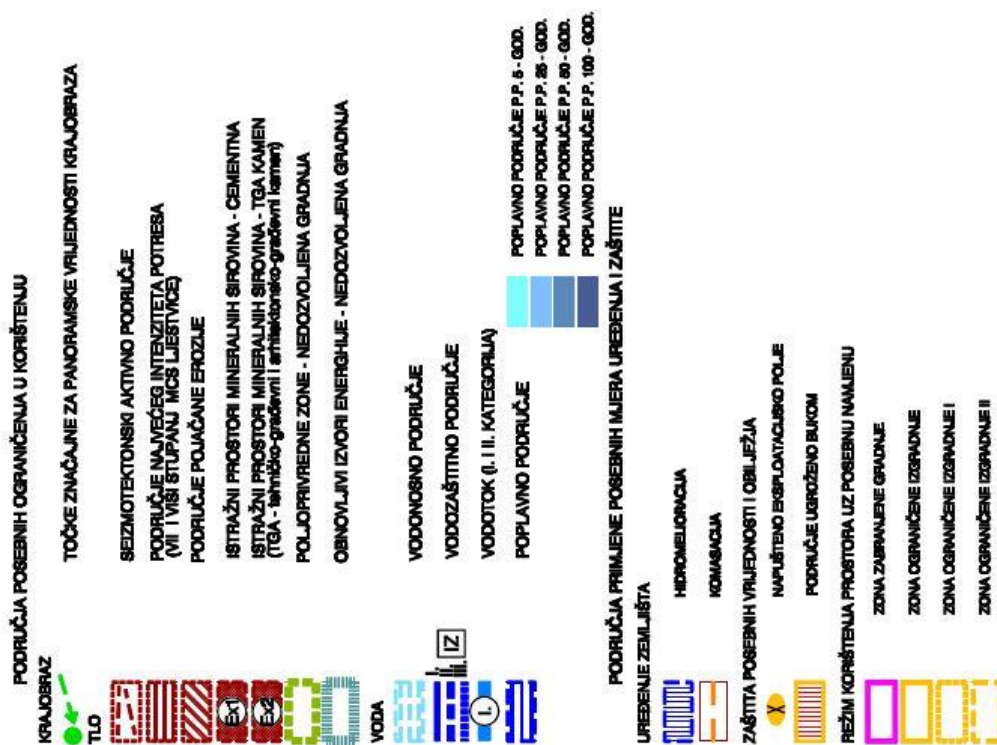 PODRUČJA POSEBNIH OGRANIČENJA U KORIŠTENJU
KRAJOBRAZ
TOČKE ZNAČAJNE ZA PANORAMSKE VRIJEDNOSTI KRAJOBRAZA
TLO
SEIZMOTEKTONSKI AKTIVNO PODRUČJE
PODRUČJE NAJVEĆEG INTENZITETA POTRESA
(VII I VIŠI STUPANJ MCS LJESTVICE)
PODRUČJE POJAČANE EROZIJE
Ex1 ISTRAŽNI PROSTORI MINERALNIH SIROVINA - CEMENTNA
Ex2 ISTRAŽNI PROSTORI MINERALNIH SIROVINA - TGA KAMEN
(TGA - tehničko-građevni i arhitektonsko-građevni kamen)
POLJOPRIVREDNE ZONE - NEDOZVOLJENA GRADNJA
OBNOVLJIVI IZVORI ENERGIJE - NEDOZVOLJENA GRADNJA
VODA
VODONOSNO PODRUČJE
II. III. IZ VODOZAŠTITNO PODRUČJE
I. VODOTOK (I. I II. KATEGORIJA)
POPLAVNO PODRUČJE
POPLAVNO PODRUČJE P.P. 5 - GOD.
POPLAVNO PODRUČJE P.P. 25 - GOD.
POPLAVNO PODRUČJE P.P. 50 - GOD.
POPLAVNO PODRUČJE P.P. 100 - GOD.
PODRUČJA PRIMJENE POSEBNIH MJERA UREĐENJA I ZAŠTITE
UREĐENJE ZEMLJIŠTA
HIDROMELIORACIJA
KOMASACIJA
ZAŠTITA POSEBNIH VRIJEDNOSTI I OBILJEŽJA
X NAPUŠTENO EKSPLOATACIJSKO POLJE
PODRUČJE UGROŽENO BUKOM
REŽIM KORIŠTENJA PROSTORA UZ POSEBNU NAMJENU
ZONA ZABRANJENE GRADNJE
ZONA OGRANIČENE IZGRADNJE
ZONA OGRANIČENE IZGRADNJE I
ZONA OGRANIČENE IZGRADNJE II